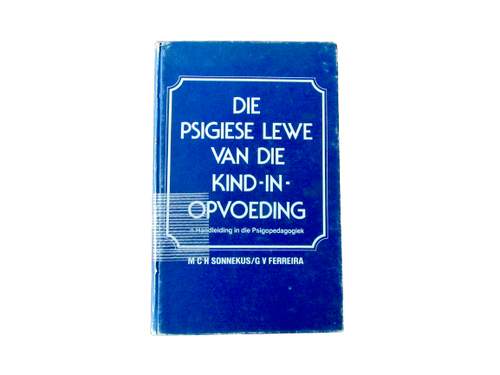 DIE
PSIGIESE LEWE
VAN DIE
KIND-IN-
OPVOEDING
'n Handleiding in die Psigopedagogiek
M C H SONNEKUS/G V FERREIRA